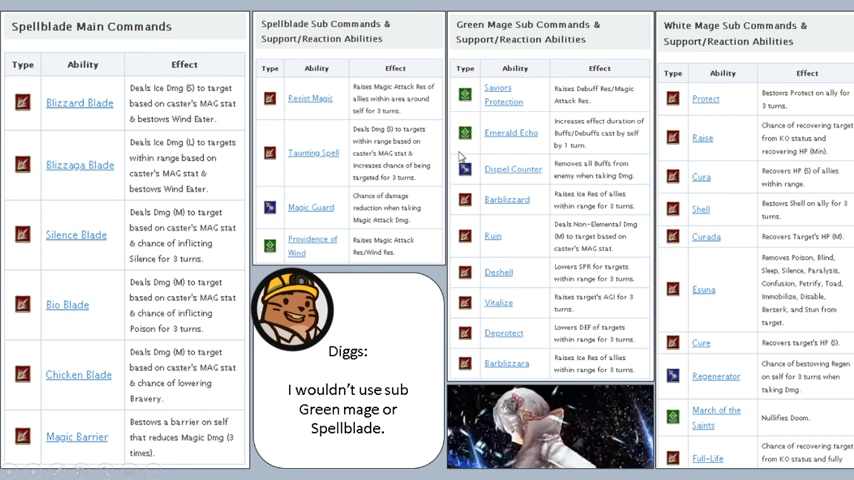 Spellblade Main Commands
Type Ability Effect
Blizzard Blade
Deals Ice Dmg (S) to target
based on caster's MAG stat
& bestows Wind Eater.
Blizzaga Blade
Deals Ice Dmg (L) to targets
within range based on
caster's MAG stat &
bestows Wind Eater.
Silence Blade
Deals Dmg (M) to target
based on caster's MAG stat
& chance of inflicting
Silence for 3 turns.
Bio Blade
Deals Dmg (M) to target
based on caster's MAG stat
& chance of inflicting
Poison for 3 turns.
Chicken Blade
Deals Dmg (M) to target
based on caster's MAG stat
& chance of lowering
Bravery.
Magic Barrier
Bestows a barrier on self
that reduces Magic Dmg (3
times).
Spellblade Sub Commands &
Support/Reaction Abilities
Type Ability Effect
Resist Magic
Raises Magic Attack Res of
allies within area around
self for 3 turns.
Taunting Spell
Deals Dmg (S) to targets
within range based on
caster's MAG stat &
increases chance of being
targeted for 3 turns.
Magic Guard
Chance of damage
reduction when taking
Magic Attack Dmg.
Providence of
Wind
Raises Magic Attack
Res/Wind Res.
Diggs:
I wouldn't use sub
Green mage or
Spellblade.
Green Mage Sub Commands &
Support/Reaction Abilities
Type Ability Effect
Saviors
Protection
Raises Debuff Res/Magic
Attack Res.
Emerald Echo
Increases effect duration of
Buffs/Debuffs cast by self
by 1 turn.
Dispel Counter
Removes all Buffs from
enemy when taking Dmg.
Barblizzard
Raises Ice Res of allies
within range for 3 turns.
Ruin
Deals Non-Elemental Dmg
(M) to target based on
caster's MAG stat.
Deshell
Lowers SPR for targets
within range for 3 turns.
Vitalize
Raises target's AGI for 3
turns.
Deprotect
Lowers DEF of targets
within range for 3 turns.
Barblizzara
Raises Ice Res of allies
within range for 3 turns.
White Mage Sub Commands &
Support/Reaction Abilities
Type Ability Effect
Protect
Bestows Protect on ally for
3 turns.
Raise
Chance of recovering target
from KO status and
recovering HP (Min).
Cura
Recovers HP (S) of allies
within range.
Shell
Bestows Shell on ally for 3
turns.
Curada
Recovers Target's HP (M).
Esuna
Removes Poison, Blind,
Sleep, Silence, Paralysis,
Confusion, Petrify, Toad,
Immobilize, Disable,
Berserk, and Stun from
target.
Cure
Recovers target's HP (S).
Regenerator
Chance of bestowing Regen
on self for 3 turns when
taking Dmg.
March of the
Saints
Nullifies Doom.
Full-Life
Chance of recovering target
from KO status and fully